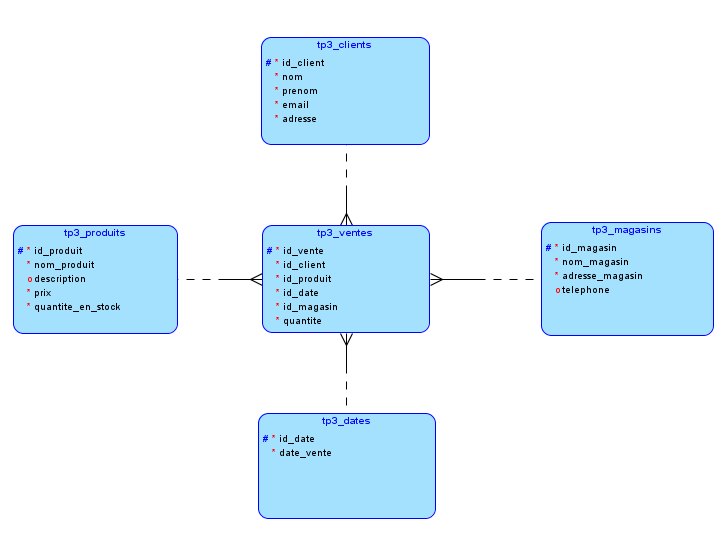 tp3_clients
# * id_client
* nom
* prenom
* email
* adresse
tp3_produits
# * id_produit
* nom_produit
o description
* prix
* quantite_en_stock
tp3_ventes
# * id_vente
* id_client
* id_produit
* id_date
* id_magasin
* quantite
tp3_magasins
# * id_magasin
* nom_magasin
* adresse_magasin
o telephone
tp3_dates
# * id_date
* date_vente